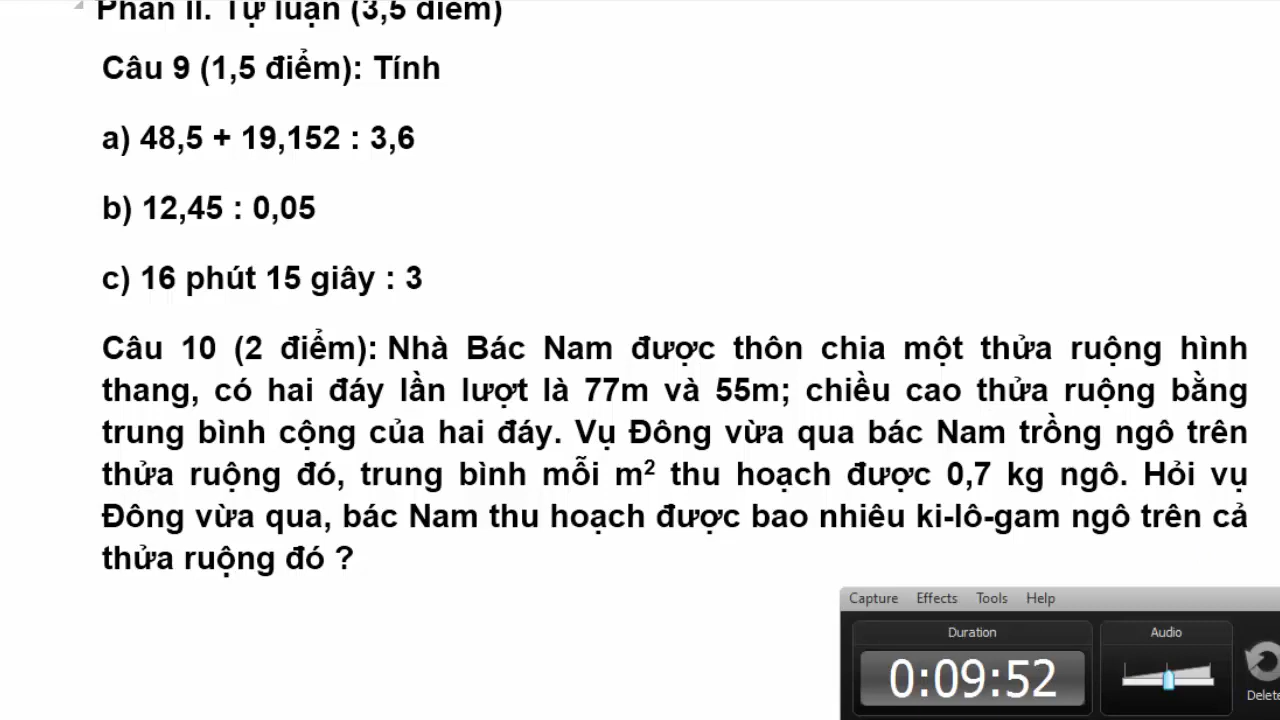 Phần II. Tự luận (3,5 điểm)
Câu 9 (1,5 điểm): Tính
a) 48,5 + 19,152 : 3,6
b) 12,45 : 0,05
c) 16 phút 15 giây : 3
Câu 10 (2 điểm): Nhà Bác Nam được thôn chia một thửa ruộng hình
thang, có hai đáy lần lượt là 77m và 55m; chiều cao thửa ruộng bằng
trung bình cộng của hai đáy. Vụ Đông vừa qua bác Nam trồng ngô trên
thửa ruộng đó, trung bình mỗi m² thu hoạch được 0,7 kg ngô. Hỏi vụ
Đông vừa qua, bác Nam thu hoạch được bao nhiêu ki-lô-gam ngô trên cả
thửa ruộng đó ?
Capture Effects Tools Help
Duration
Audio
0:09:52
Delete